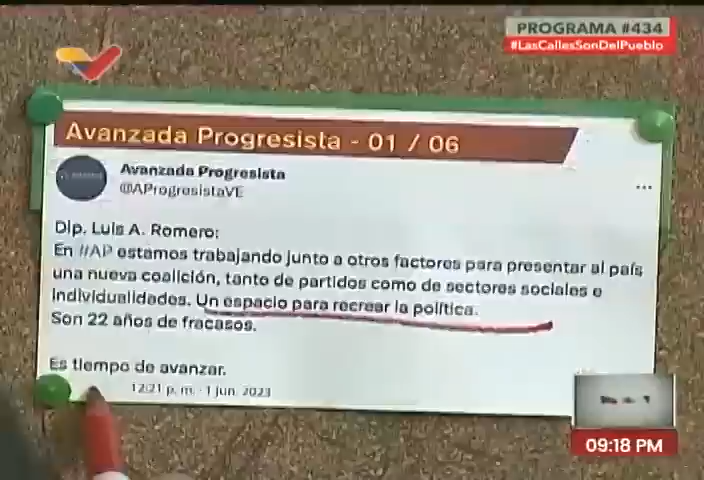 PROGRAMA #434
#LasCallesSonDelPueblo
Avanzada Progresista - 01 / 06
Avanzada Progresista
@AProgresistaVE
Dip. Luis A. Romero:
En #AP estamos trabajando junto a otros factores para presentar al país
una nueva coalición, tanto de partidos como de sectores sociales e
individualidades. Un espacio para recrear la política.
Son 22 años de fracasos.
Es tiempo de avanzar.
12:21 p. m. · 1 jun. 2023
09:18 PM